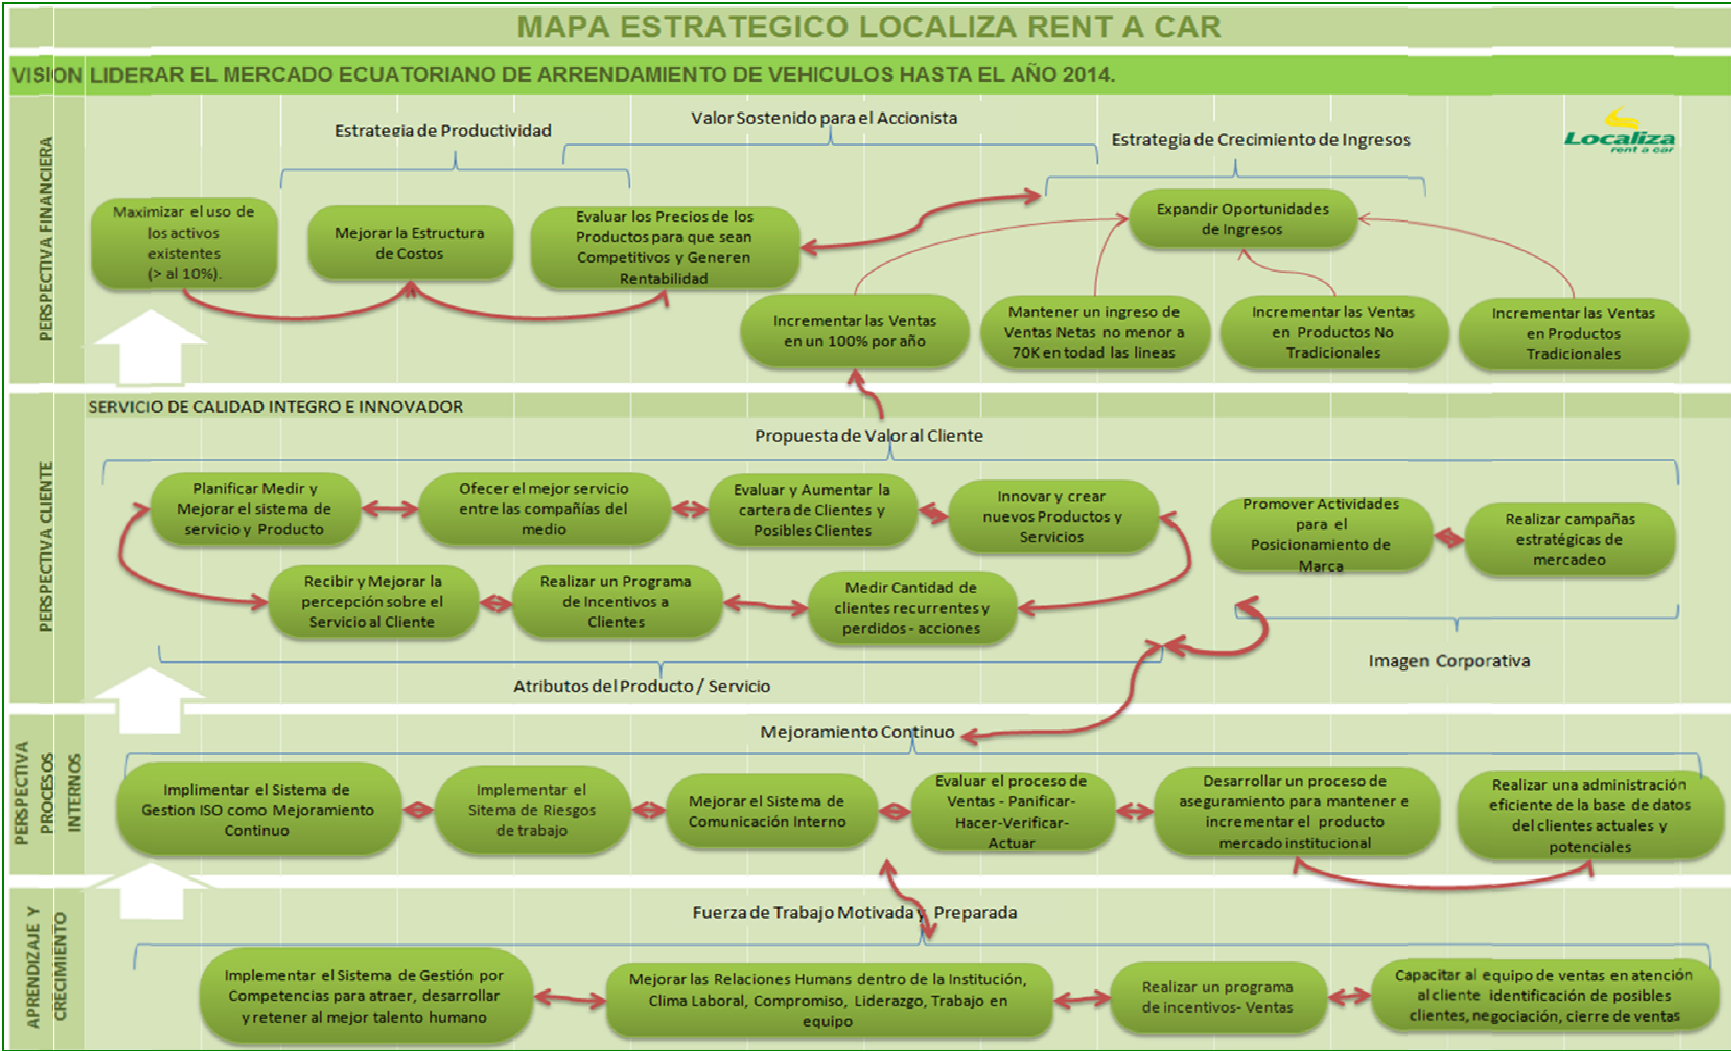 MAPA ESTRATEGICO LOCALIZA RENT A CAR
VISION LIDERAR EL MERCADO ECUATORIANO DE ARRENDAMIENTO DE VEHICULOS HASTA EL AÑO 2014.
PERSPECTIVA FINANCIERA
Estrategia de Productividad
Valor Sostenido para el Accionista
Estrategia de Crecimiento de Ingresos
Localiza
rent a car
Maximizar el uso de
los activos
existentes
(> al 10%).
Mejorar la Estructura
de Costos
Evaluar los Precios de los
Productos para que sean
Competitivos y Generen
Rentabilidad
Expandir Oportunidades
de Ingresos
Incrementar las Ventas
en un 100% por año
Mantener un ingreso de
Ventas Netas no menor a
70K en todad las lineas
Incrementar las Ventas
en Productos No
Tradicionales
Incrementar las Ventas
en Productos
Tradicionales
PERSPECTIVA CLIENTE
SERVICIO DE CALIDAD INTEGRO E INNOVADOR
Propuesta de Valor al Cliente
Planificar Medir y
Mejorar el sistema de
servicio y Producto
Ofecer el mejor servicio
entre las compañías del
medio
Evaluar y Aumentar la
cartera de Clientes y
Posibles Clientes
Innovar y crear
nuevos Productos y
Servicios
Promover Actividades
para el
Posicionamiento de
Marca
Realizar campañas
estratégicas de
mercadeo
Recibir y Mejorar la
percepción sobre el
Servicio al Cliente
Realizar un Programa
de Incentivos a
Clientes
Medir Cantidad de
clientes recurrentes y
perdidos - acciones
Atributos del Producto / Servicio
Imagen Corporativa
PERSPECTIVA
PROCESOS
INTERNOS
Mejoramiento Continuo
Implimentar el Sistema de
Gestion ISO como Mejoramiento
Continuo
Implementar el
Sitema de Riesgos
de trabajo
Mejorar el Sistema de
Comunicación Interno
Evaluar el proceso de
Ventas - Panificar-
Hacer-Verificar-
Actuar
Desarrollar un proceso de
aseguramiento para mantener e
incrementar el producto
mercado institucional
Realizar una administración
eficiente de la base de datos
del clientes actuales y
potenciales
APRENDIZAJE Y
CRECIMIENTO
Fuerza de Trabajo Motivada y Preparada
Implementar el Sistema de Gestión por
Competencias para atraer, desarrollar
y retener al mejor talento humano
Mejorar las Relaciones Humans dentro de la Institución,
Clima Laboral, Compromiso, Liderazgo, Trabajo en
equipo
Realizar un programa
de incentivos- Ventas
Capacitar al equipo de ventas en atención
al cliente identificación de posibles
clientes, negociación, cierre de ventas